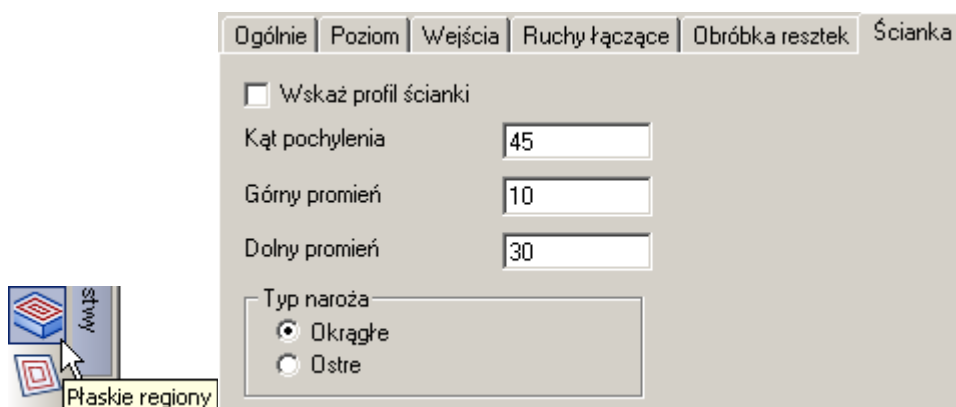 Ogólnie Poziom Wejścia Ruchy łączące Obróbka resztek Ścianka
Wskaż profil ścianki
Kąt pochylenia 45
Górny promień 10
Dolny promień 30
Typ naroża
Okrągłe
Ostre
stwy
Płaskie regiony